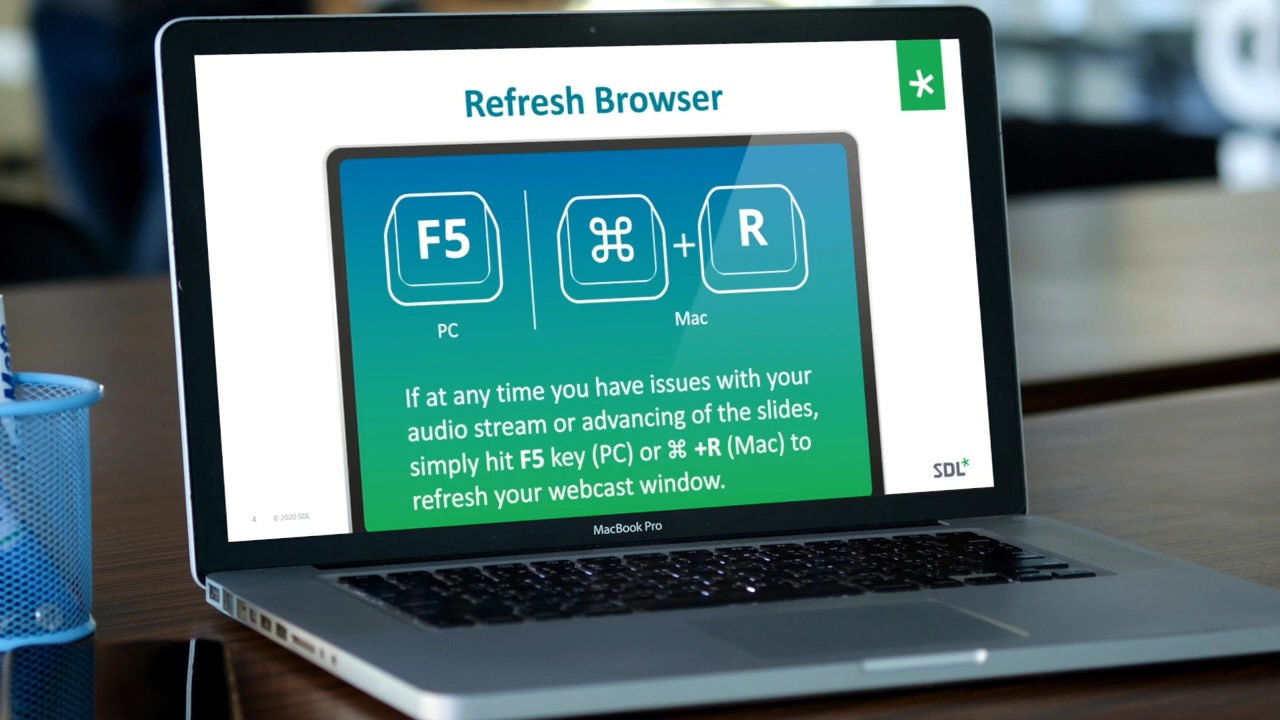 Refresh Browser
F5
⌘ + R
PC
Mac
If at any time you have issues with your
audio stream or advancing of the slides,
simply hit F5 key (PC) or ⌘ +R (Mac) to
refresh your webcast window.
SDL*
4 © 2020 SDL
MacBook Pro